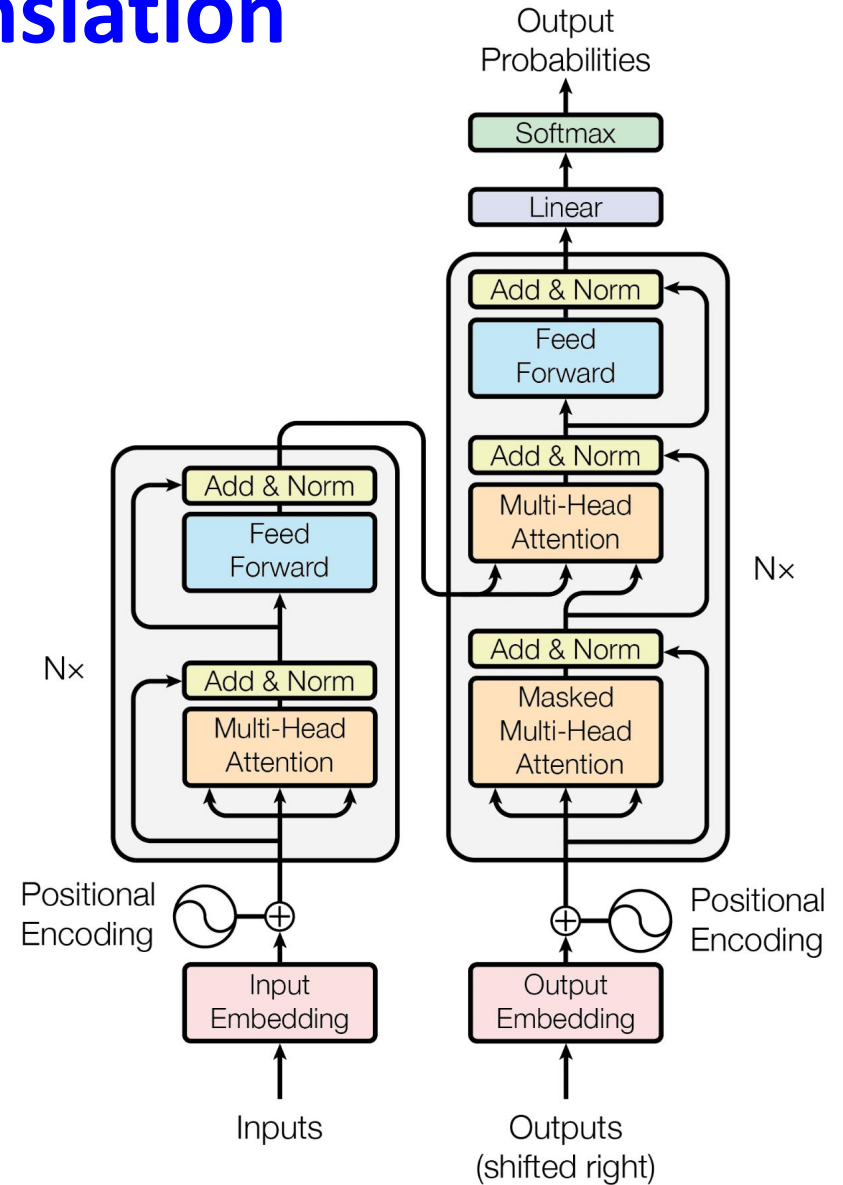 nslation
Output
Probabilities
Softmax
Linear
Add & Norm
Feed
Forward
Add & Norm
Multi-Head
Attention
Add & Norm
Masked
Multi-Head
Attention
N×
Add & Norm
Feed
Forward
Add & Norm
Multi-Head
Attention
N×
Positional
Encoding
Positional
Encoding
Input
Embedding
Output
Embedding
Inputs
Outputs
(shifted right)